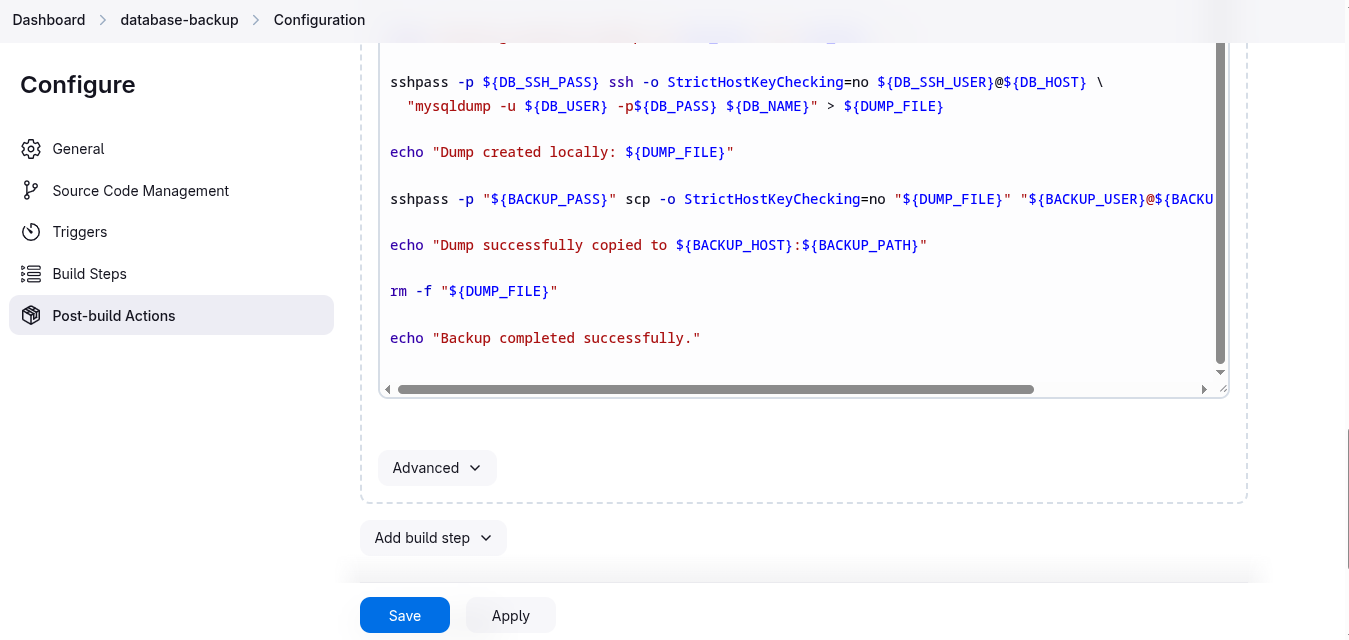 Dashboard > database-backup > Configuration
Configure
General
Source Code Management
Triggers
Build Steps
Post-build Actions
sshpass -p ${DB_SSH_PASS} ssh -o StrictHostKeyChecking=no ${DB_SSH_USER}@${DB_HOST} \
"mysqldump -u ${DB_USER} -p${DB_PASS} ${DB_NAME}" > ${DUMP_FILE}
echo "Dump created locally: ${DUMP_FILE}"
sshpass -p "${BACKUP_PASS}" scp -o StrictHostKeyChecking=no "${DUMP_FILE}" "${BACKUP_USER}@${BACKU
echo "Dump successfully copied to ${BACKUP_HOST}:${BACKUP_PATH}"
rm -f "${DUMP_FILE}"
echo "Backup completed successfully."
Advanced
Add build step
Save
Apply